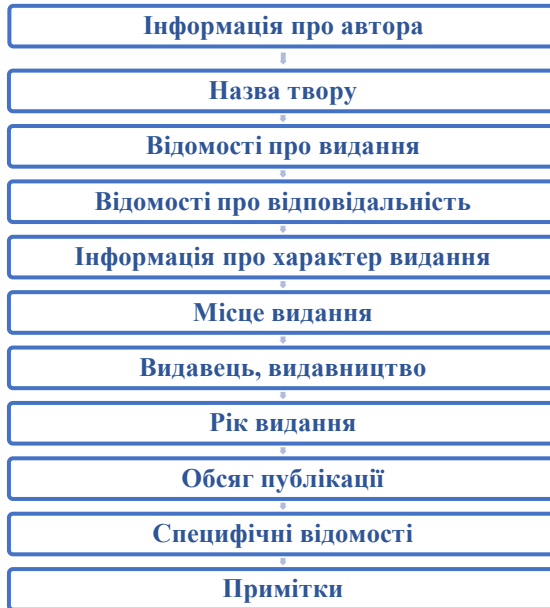 Інформація про автора
Назва твору
Відомості про видання
Відомості про відповідальність
Інформація про характер видання
Місце видання
Видавець, видавництво
Рік видання
Обсяг публікації
Специфічні відомості
Примітки